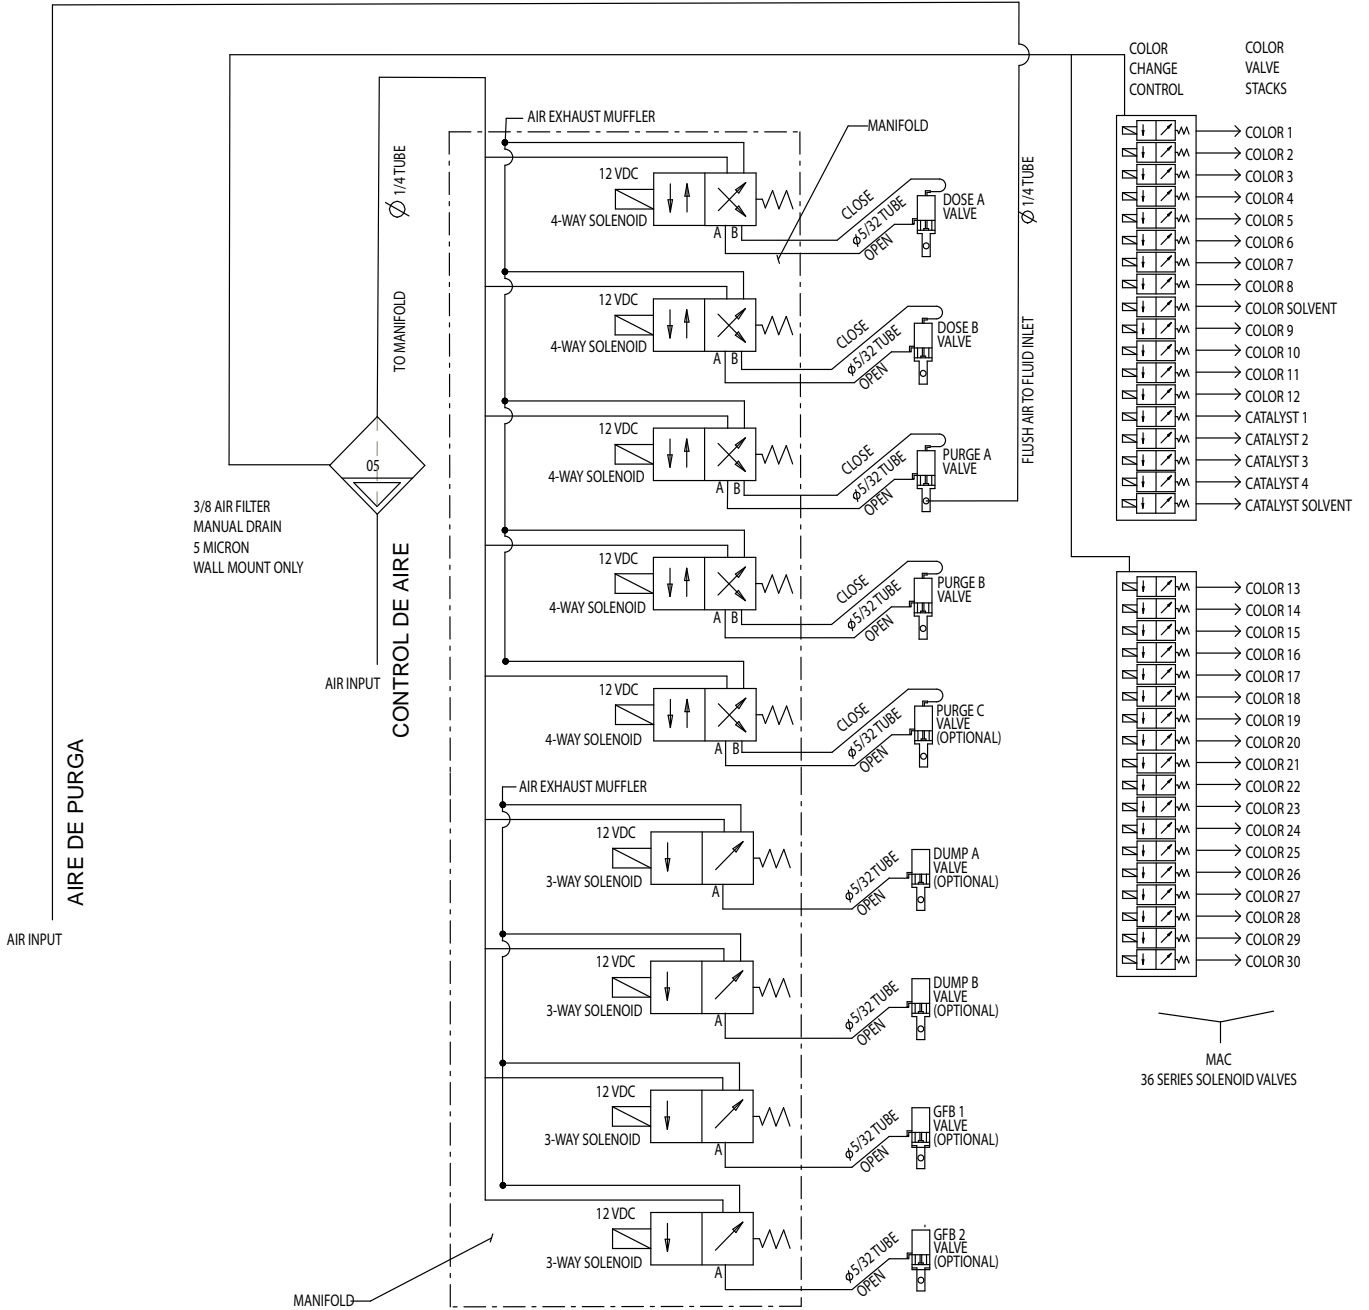 COLOR
CHANGE
CONTROL
COLOR
VALVE
STACKS
AIR EXHAUST MUFFLER
MANIFOLD
Ø 1/4 TUBE
TO MANIFOLD
Ø 1/4 TUBE
FLUSH AIR TO FLUID INLET
12 VDC
4-WAY SOLENOID
A B
CLOSE
Ø5/32 TUBE
OPEN
DOSE A
VALVE
12 VDC
4-WAY SOLENOID
A B
CLOSE
Ø5/32 TUBE
OPEN
DOSE B
VALVE
12 VDC
4-WAY SOLENOID
A B
CLOSE
Ø5/32 TUBE
OPEN
PURGE A
VALVE
12 VDC
4-WAY SOLENOID
A B
CLOSE
Ø5/32 TUBE
OPEN
PURGE B
VALVE
12 VDC
4-WAY SOLENOID
A B
CLOSE
Ø5/32 TUBE
OPEN
PURGE C
VALVE
(OPTIONAL)
AIR EXHAUST MUFFLER
12 VDC
3-WAY SOLENOID
A
Ø5/32 TUBE
OPEN
DUMP A
VALVE
(OPTIONAL)
12 VDC
3-WAY SOLENOID
A
Ø5/32 TUBE
OPEN
DUMP B
VALVE
(OPTIONAL)
12 VDC
3-WAY SOLENOID
A
Ø5/32 TUBE
OPEN
GFB 1
VALVE
(OPTIONAL)
12 VDC
3-WAY SOLENOID
A
Ø5/32 TUBE
OPEN
GFB 2
VALVE
(OPTIONAL)
MANIFOLD
05
3/8 AIR FILTER
MANUAL DRAIN
5 MICRON
WALL MOUNT ONLY
AIR INPUT
CONTROL DE AIRE
AIRE DE PURGA
AIR INPUT
COLOR 1
COLOR 2
COLOR 3
COLOR 4
COLOR 5
COLOR 6
COLOR 7
COLOR 8
COLOR SOLVENT
COLOR 9
COLOR 10
COLOR 11
COLOR 12
CATALYST 1
CATALYST 2
CATALYST 3
CATALYST 4
CATALYST SOLVENT
COLOR 13
COLOR 14
COLOR 15
COLOR 16
COLOR 17
COLOR 18
COLOR 19
COLOR 20
COLOR 21
COLOR 22
COLOR 23
COLOR 24
COLOR 25
COLOR 26
COLOR 27
COLOR 28
COLOR 29
COLOR 30
MAC
36 SERIES SOLENOID VALVES